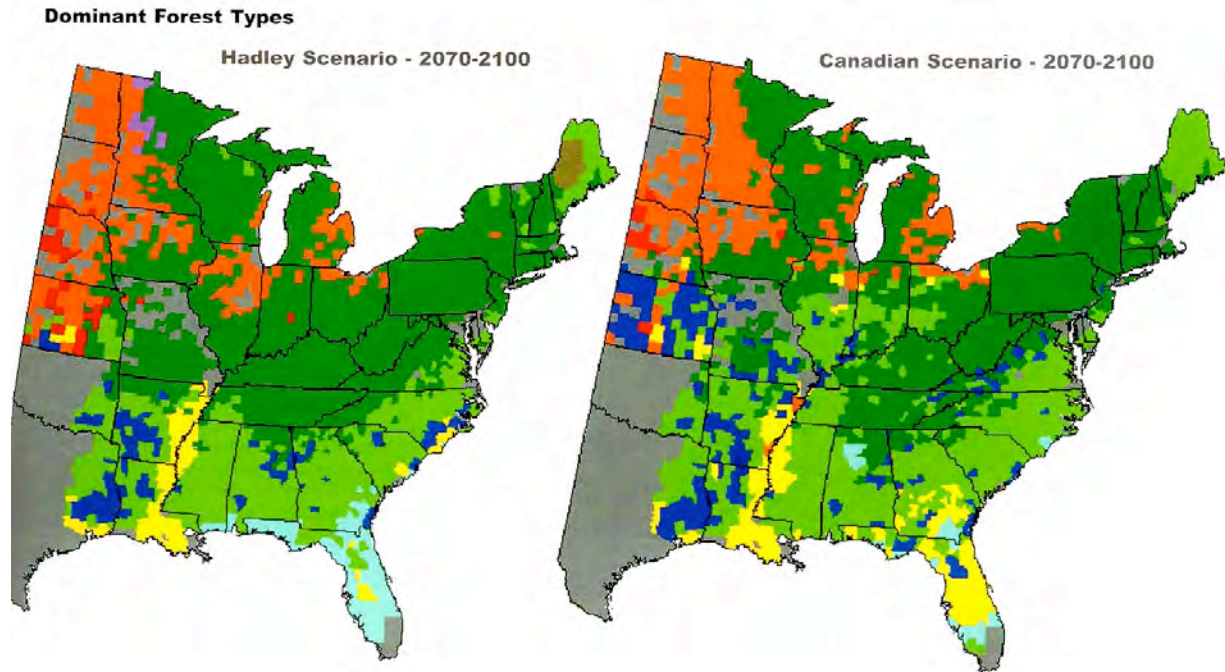 Dominant Forest Types
Hadley Scenario - 2070-2100
Canadian Scenario - 2070-2100